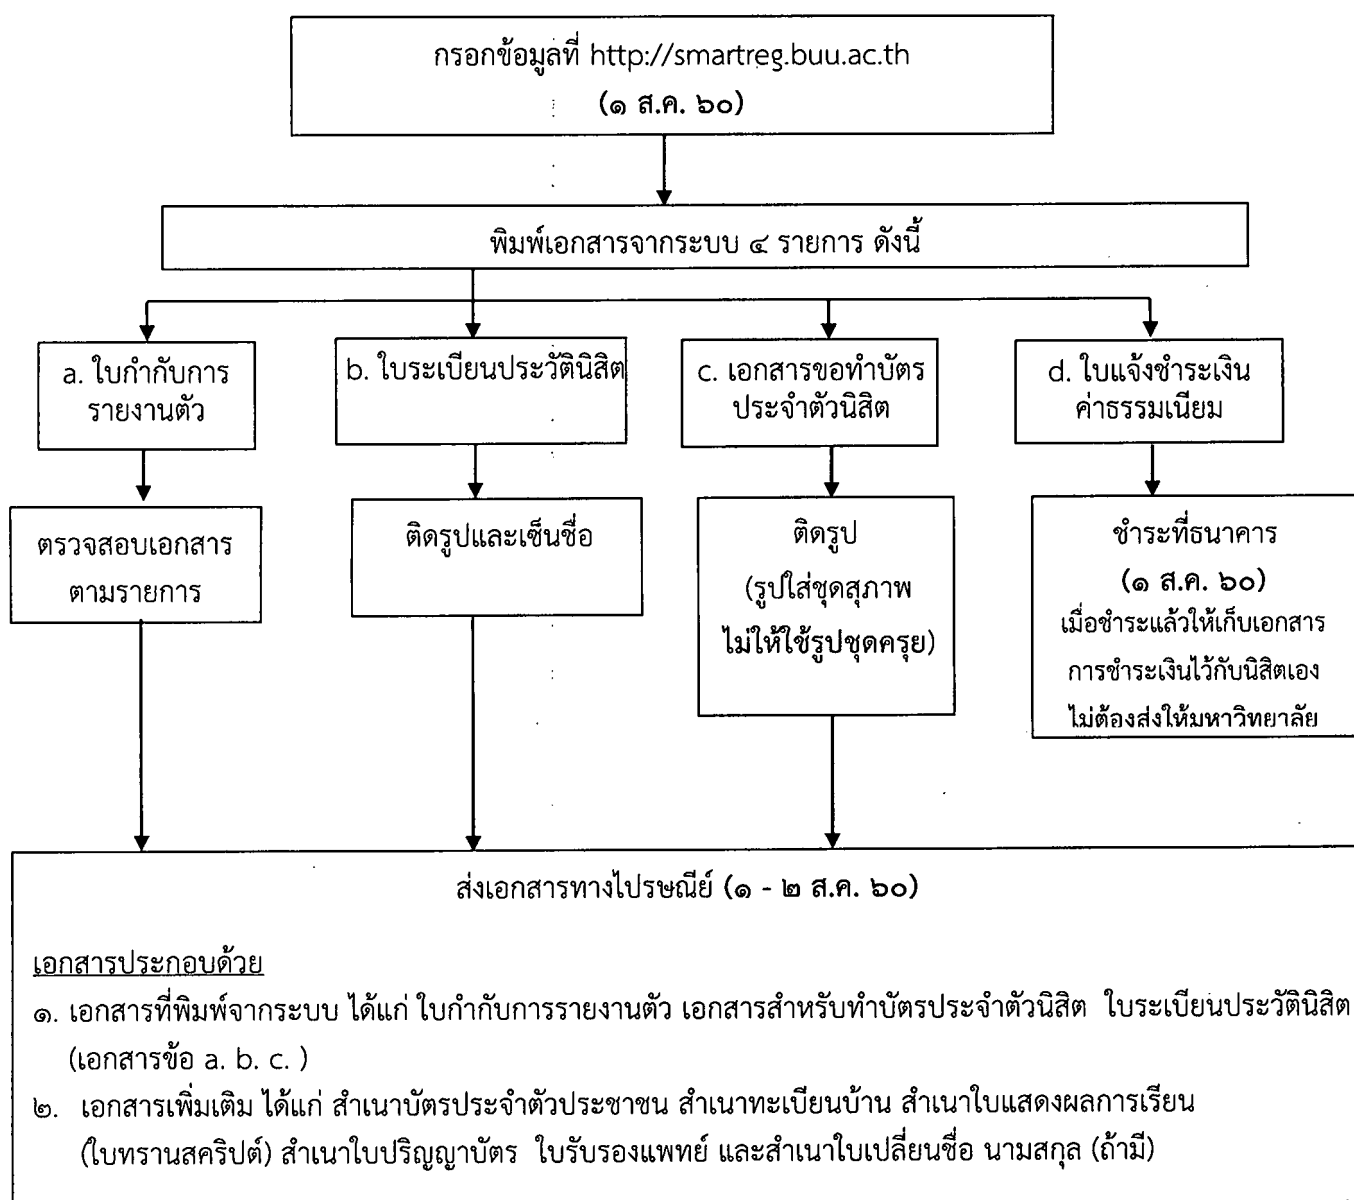 กรอกข้อมูลที่ http://smartreg.buu.ac.th
(๑ ส.ค. ๖๐)
พิมพ์เอกสารจากระบบ ๔ รายการ ดังนี้
a. ใบกำกับการ
รายงานตัว
b. ใบระเบียนประวัตินิสิต
c. เอกสารขอทำบัตร
ประจำตัวนิสิต
d. ใบแจ้งชำระเงิน
ค่าธรรมเนียม
ตรวจสอบเอกสาร
ตามรายการ
ติดรูปและเซ็นชื่อ
ติดรูป
(รูปใส่ชุดสุภาพ
ไม่ให้ใช้รูปชุดครุย)
ชำระที่ธนาคาร
(๑ ส.ค. ๖๐)
เมื่อชำระแล้วให้เก็บเอกสาร
การชำระเงินไว้กับนิสิตเอง
ไม่ต้องส่งให้มหาวิทยาลัย
ส่งเอกสารทางไปรษณีย์ (๑ - ๒ ส.ค. ๖๐)
เอกสารประกอบด้วย
๑. เอกสารที่พิมพ์จากระบบ ได้แก่ ใบกำกับการรายงานตัว เอกสารสำหรับทำบัตรประจำตัวนิสิต ใบระเบียนประวัตินิสิต
(เอกสารข้อ a. b. c. )
๒. เอกสารเพิ่มเติม ได้แก่ สำเนาบัตรประจำตัวประชาชน สำเนาทะเบียนบ้าน สำเนาใบแสดงผลการเรียน
(ใบทรานสคริปต์) สำเนาใบปริญญาบัตร ใบรับรองแพทย์ และสำเนาใบเปลี่ยนชื่อ นามสกุล (ถ้ามี)